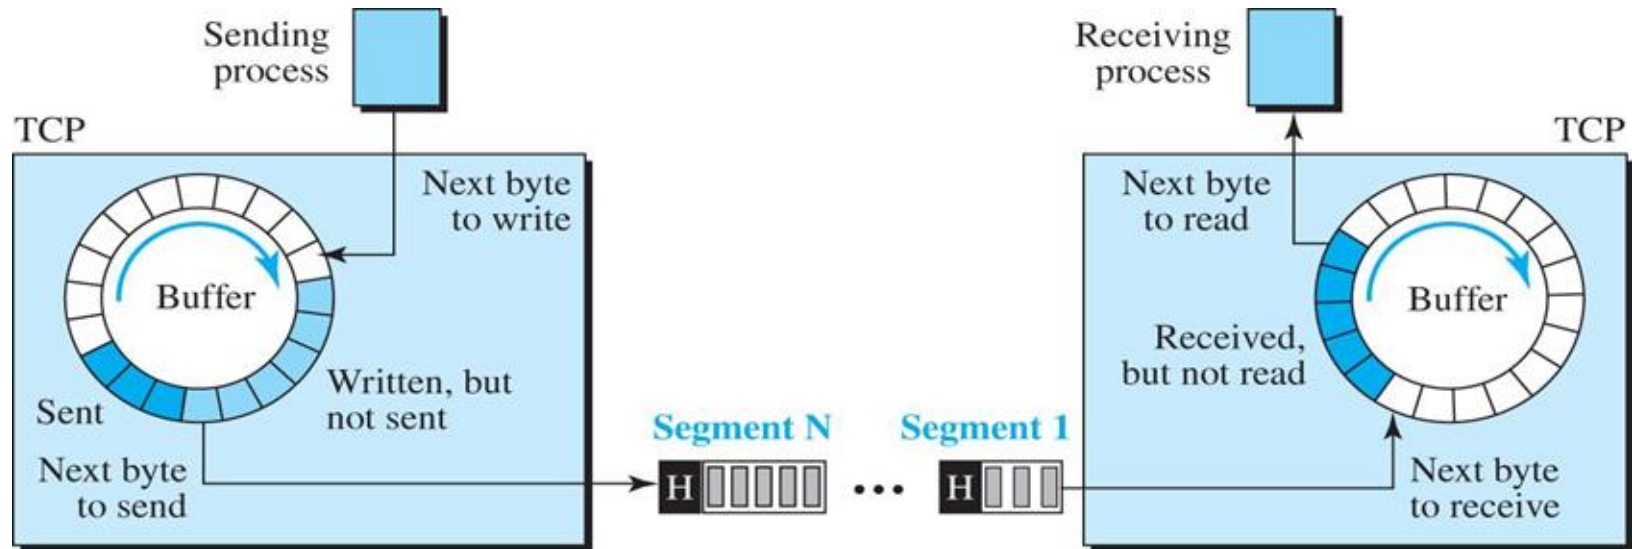 Sending
process
Receiving
process
TCP
TCP
Next byte
to write
Next byte
to read
Buffer
Buffer
Written, but
not sent
Received,
but not read
Sent
Segment N
Segment 1
Next byte
to send
H
...
H
Next byte
to receive